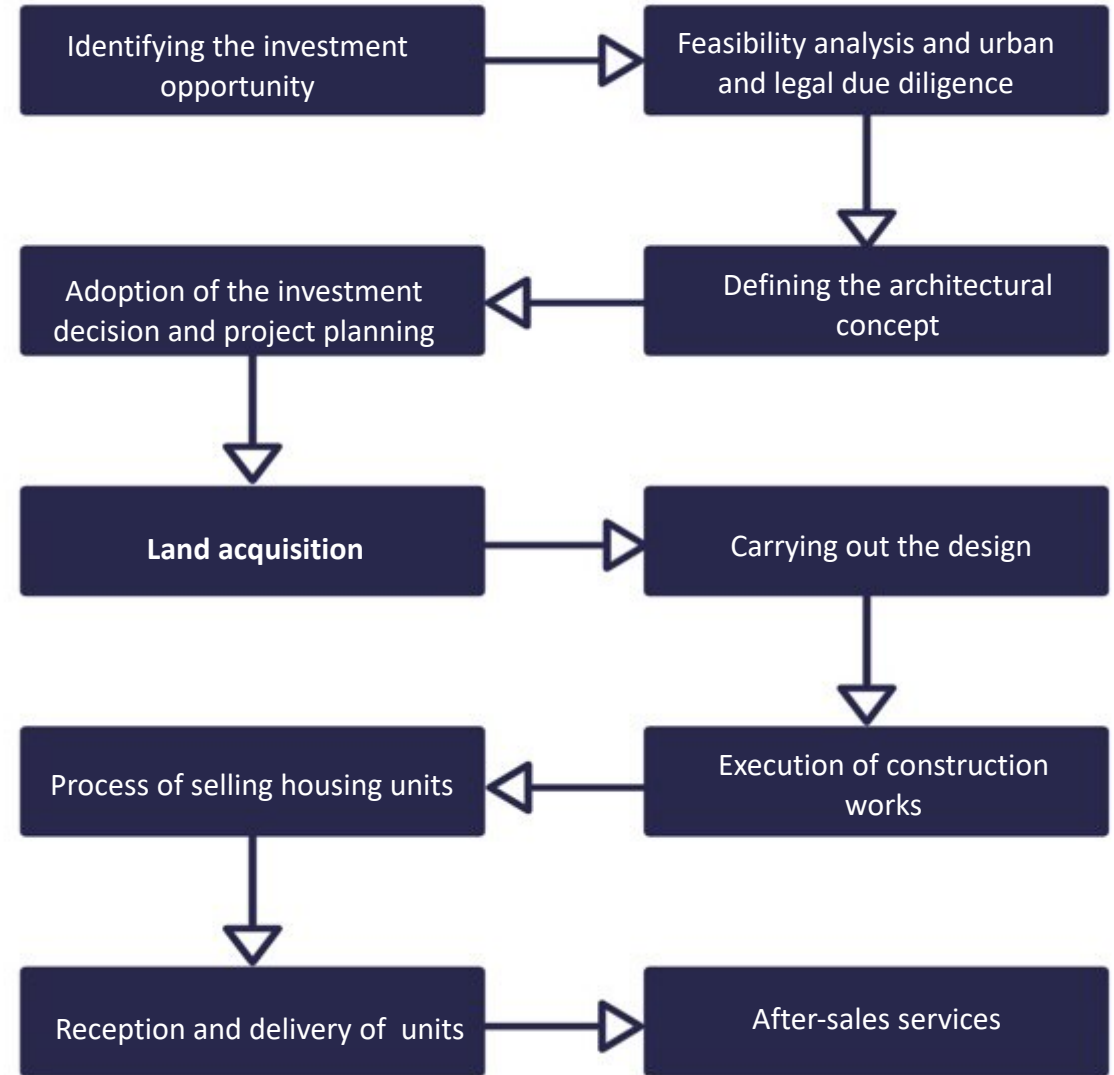 Identifying the investment
opportunity
Feasibility analysis and urban
and legal due diligence
Defining the architectural
concept
Adoption of the investment
decision and project planning
Land acquisition
Carrying out the design
Execution of construction
works
Process of selling housing units
Reception and delivery of units
After-sales services